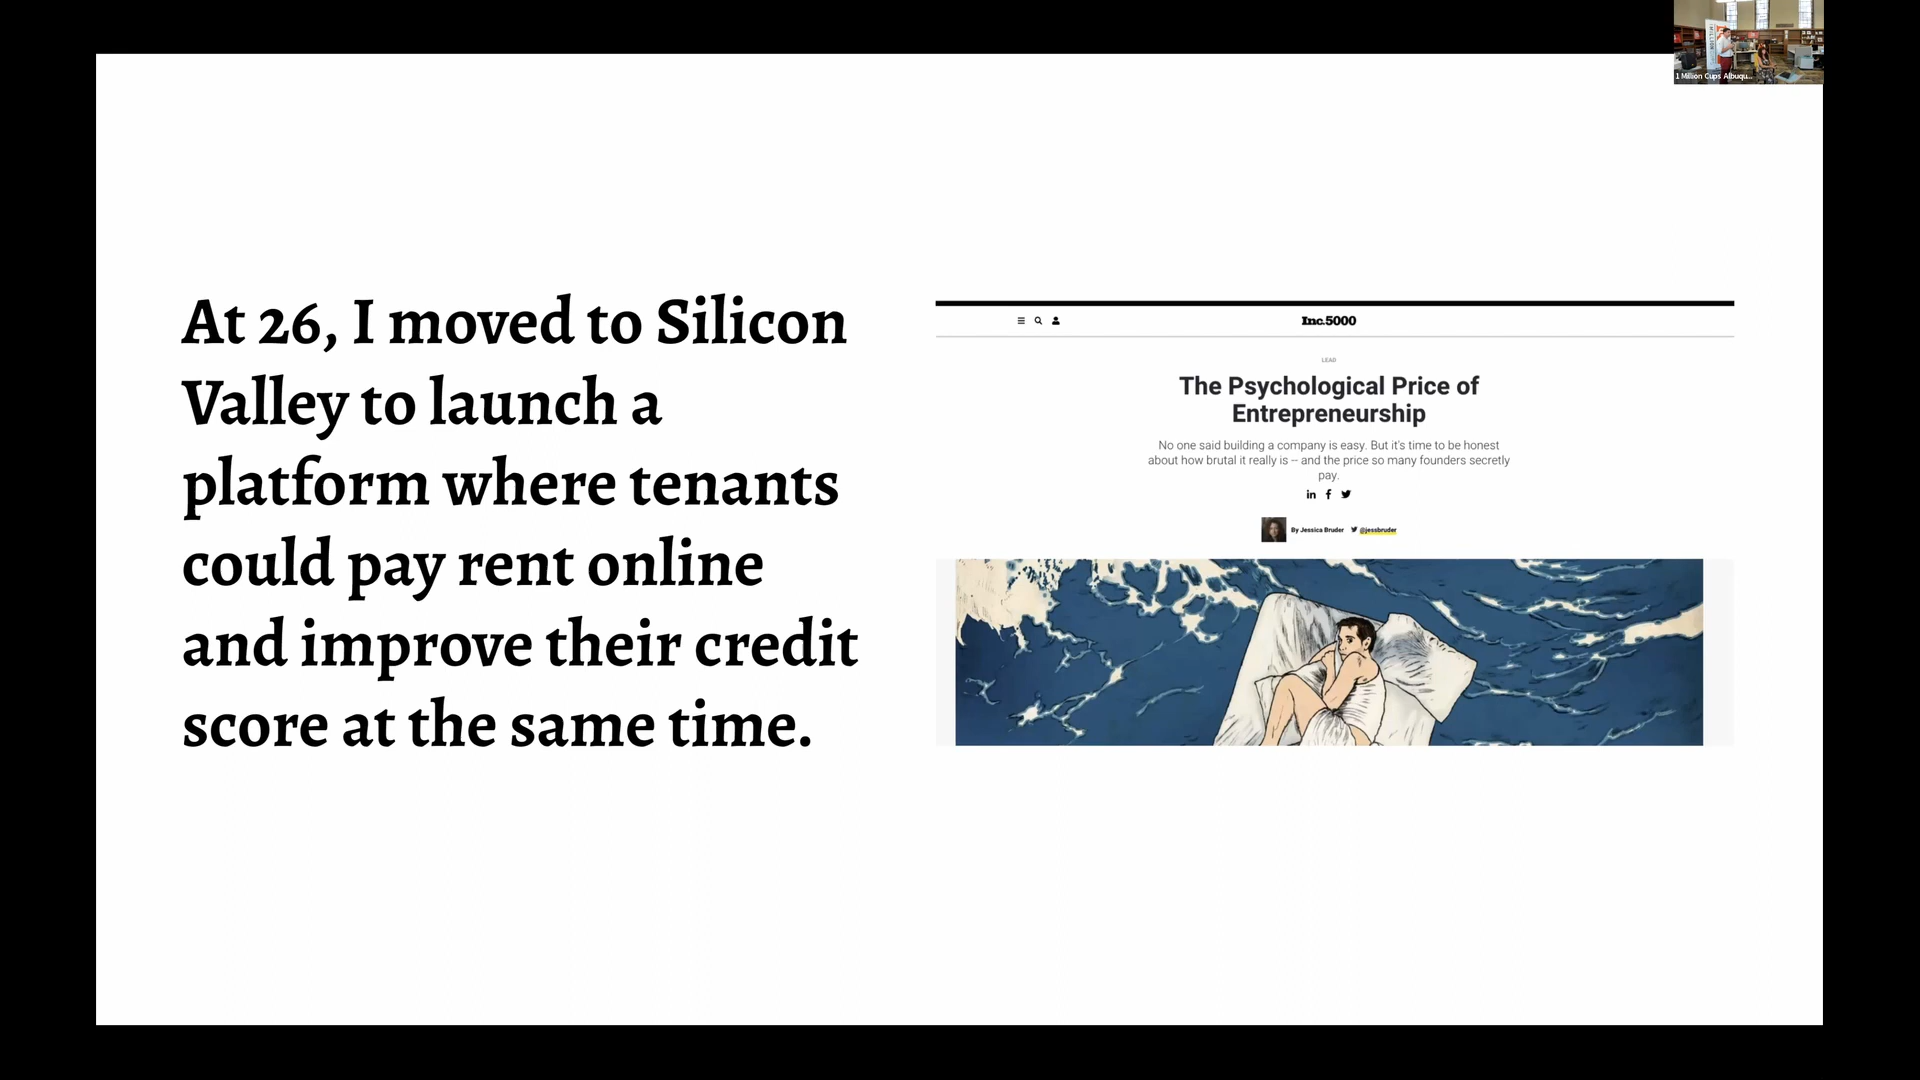 1 Million Cups Albuqu...
At 26, I moved to Silicon
Valley to launch a
platform where tenants
could pay rent online
and improve their credit
score at the same time.
Inc.5000
LEAD
The Psychological Price of
Entrepreneurship
No one said building a company is easy. But it's time to be honest
about how brutal it really is -- and the price so many founders secretly
pay.
By Jessica Bruder @jessbruder